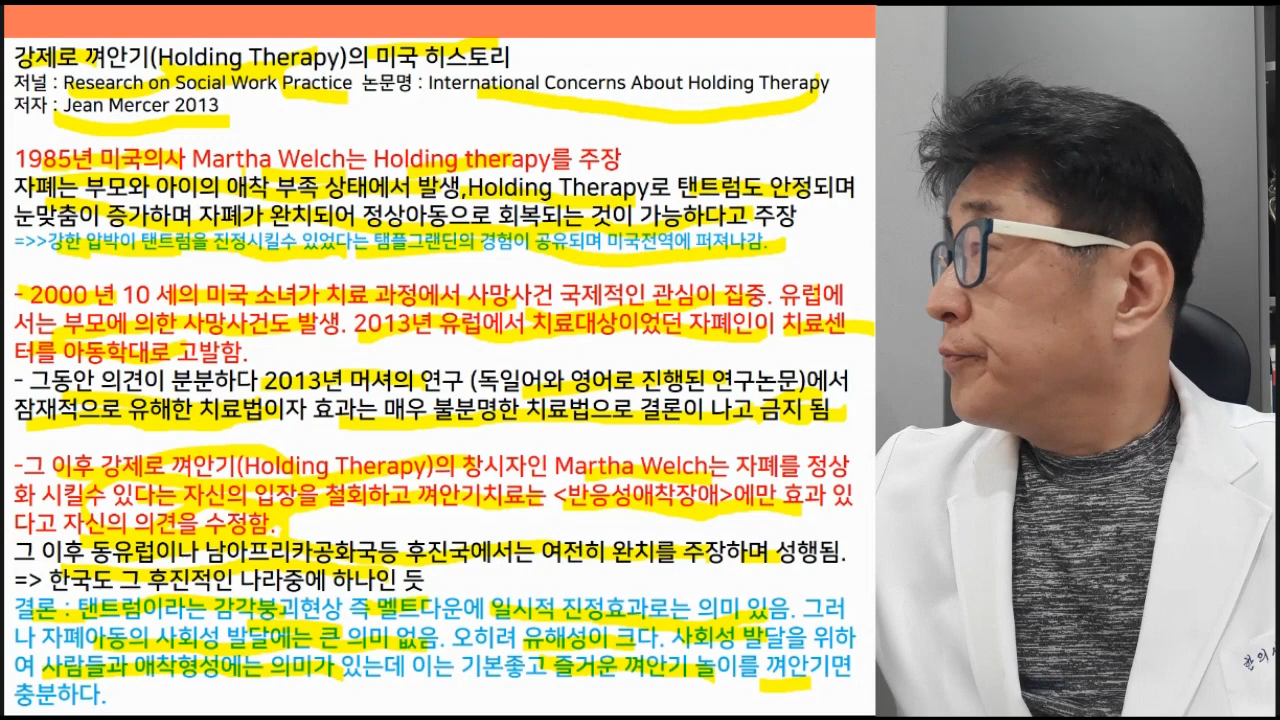 강제로 껴안기(Holding Therapy)의 미국 히스토리
저널 : Research on Social Work Practice 논문명 : International Concerns About Holding Therapy
저자 : Jean Mercer 2013
1985년 미국의사 Martha Welch는 Holding therapy를 주장
자폐는 부모와 아이의 애착 부족 상태에서 발생,Holding Therapy로 탠트럼도 안정되며
눈맞춤이 증가하며 자폐가 완치되어 정상아동으로 회복되는 것이 가능하다고 주장
=>>강한 압박이 탠트럼을 진정시킬수 있었다는 탬플그랜딘의 경험이 공유되며 미국전역에 퍼져나감.
- 2000 년 10 세의 미국 소녀가 치료 과정에서 사망사건 국제적인 관심이 집중. 유럽에
서는 부모에 의한 사망사건도 발생. 2013년 유럽에서 치료대상이었던 자폐인이 치료센
터를 아동학대로 고발함.
- 그동안 의견이 분분하다 2013년 머셔의 연구 (독일어와 영어로 진행된 연구논문)에서
잠재적으로 유해한 치료법이자 효과는 매우 불분명한 치료법으로 결론이 나고 금지 됨
-그 이후 강제로 껴안기(Holding Therapy)의 창시자인 Martha Welch는 자폐를 정상
화 시킬수 있다는 자신의 입장을 철회하고 껴안기치료는 <반응성애착장애>에만 효과 있
다고 자신의 의견을 수정함.
그 이후 동유럽이나 남아프리카공화국등 후진국에서는 여전히 완치를 주장하며 성행됨.
=> 한국도 그 후진적인 나라중에 하나인 듯
결론 : 탠트럼이라는 감각붕괴현상 즉 멜트다운에 일시적 진정효과로는 의미 있음. 그러
나 자폐아동의 사회성 발달에는 큰 의미 없음. 오히려 유해성이 크다. 사회성 발달을 위하
여 사람들과 애착형성에는 의미가 있는데 이는 기본좋고 즐거운 껴안기 놀이를 껴안기면
충분하다.
한의